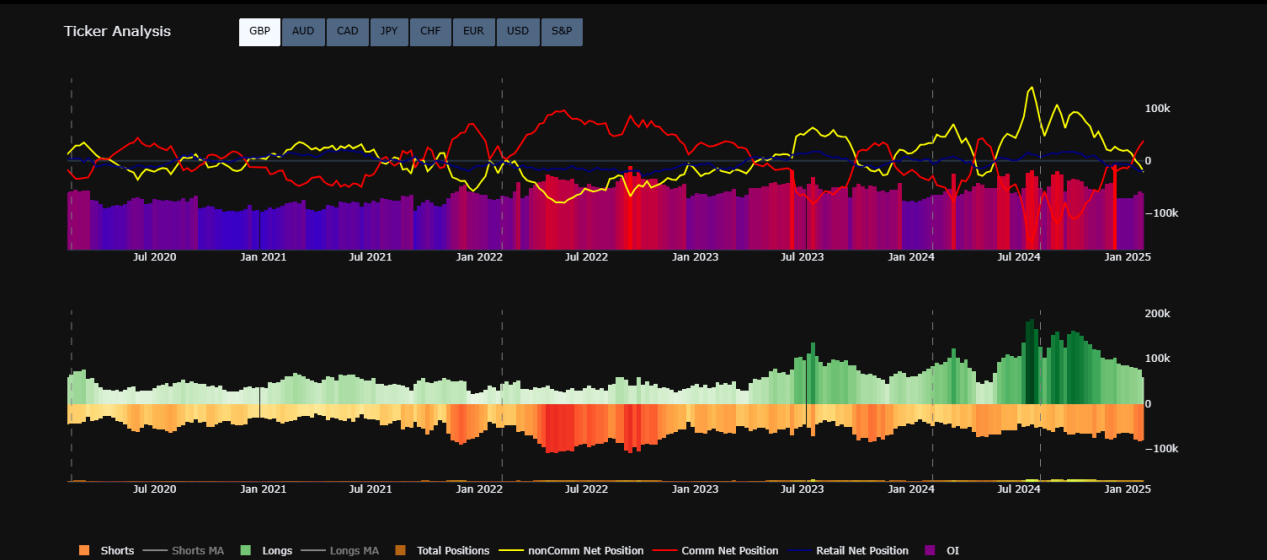 Ticker Analysis GBP AUD CAD JPY CHF EUR USD S&P
100k
0
−100k
Jul 2020 Jan 2021 Jul 2021 Jan 2022 Jul 2022 Jan 2023 Jul 2023 Jan 2024 Jul 2024 Jan 2025
200k
100k
0
−100k
Jul 2020 Jan 2021 Jul 2021 Jan 2022 Jul 2022 Jan 2023 Jul 2023 Jan 2024 Jul 2024 Jan 2025
Shorts Shorts MA Longs Longs MA Total Positions nonComm Net Position Comm Net Position Retail Net Position OI